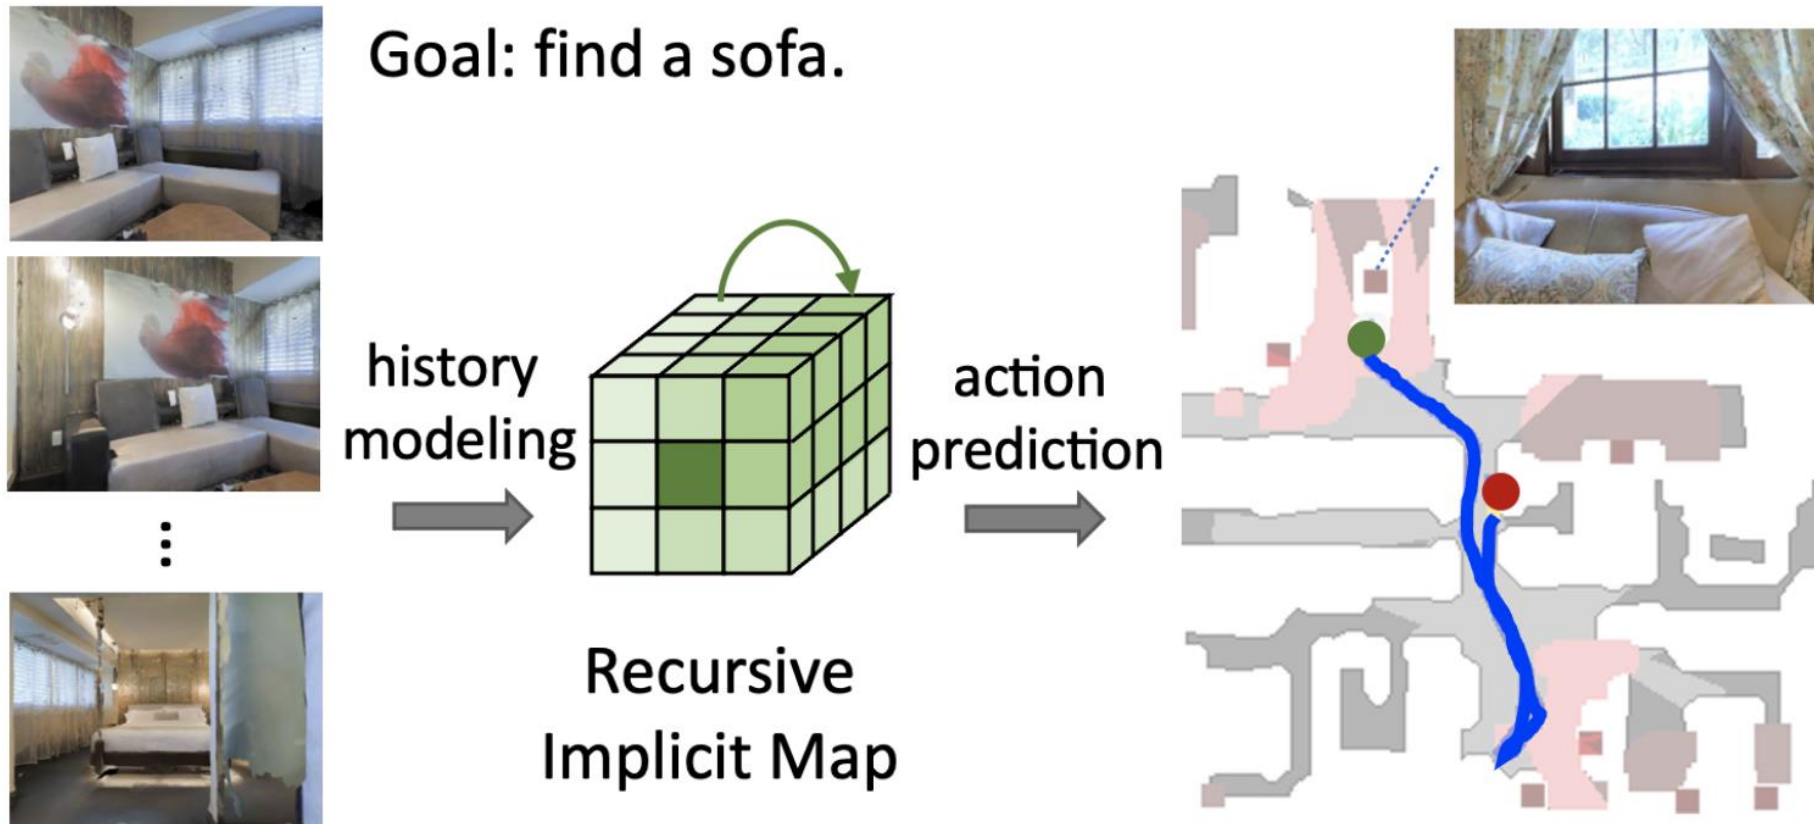 Goal: find a sofa.
history
modeling
action
prediction
Recursive
Implicit Map